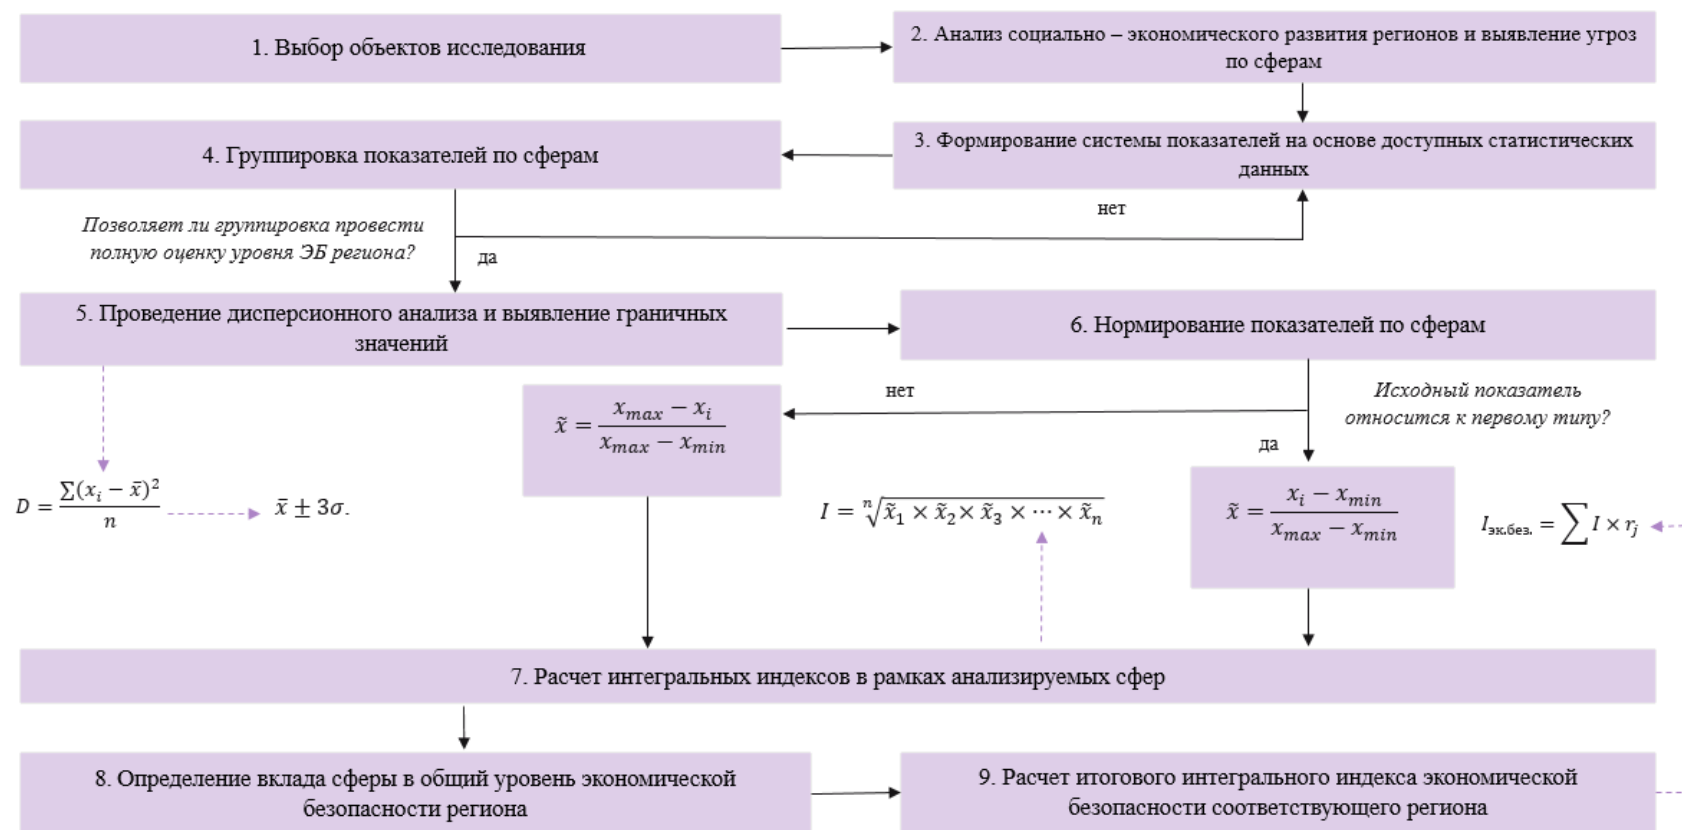 1. Выбор объектов исследования
2. Анализ социально – экономического развития регионов и выявление угроз
по сферам
4. Группировка показателей по сферам
3. Формирование системы показателей на основе доступных статистических
данных
Позволяет ли группировка провести
полную оценку уровня ЭБ региона?
нет
да
5. Проведение дисперсионного анализа и выявление граничных
значений
6. Нормирование показателей по сферам
нет
Исходный показатель
относится к первому типу?
да
x̃ = (x_max − x_i) / (x_max − x_min)
D = ∑(x_i − x̄)² / n
x̄ ± 3σ.
I = ⁿ√(x̃₁ × x̃₂ × x̃₃ × ⋯ × x̃ₙ)
x̃ = (x_i − x_min) / (x_max − x_min)
I_эк.без. = ∑ I × r_j
7. Расчет интегральных индексов в рамках анализируемых сфер
8. Определение вклада сферы в общий уровень экономической
безопасности региона
9. Расчет итогового интегрального индекса экономической
безопасности соответствующего региона